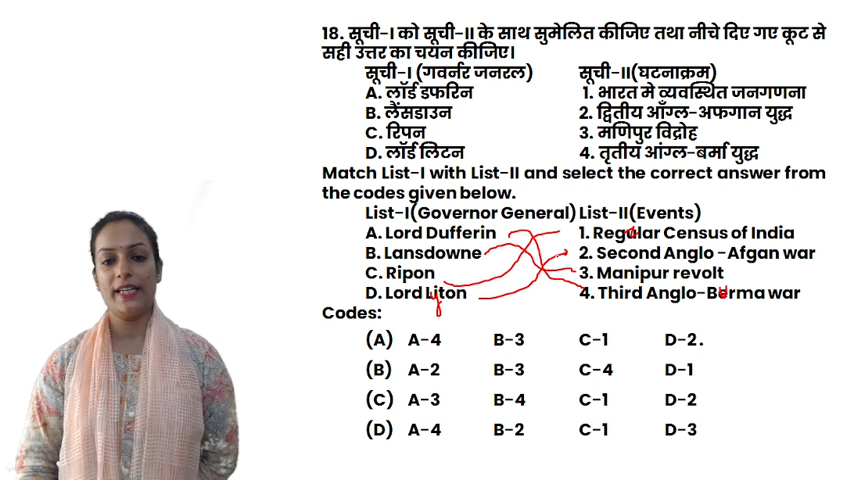 18. सूची-I को सूची-II के साथ सुमेलित कीजिए तथा नीचे दिए गए कूट से
सही उत्तर का चयन कीजिए।
सूची-I (गवर्नर जनरल) सूची-II(घटनाक्रम)
A. लॉर्ड डफरिन 1. भारत मे व्यवस्थित जनगणना
B. लैंसडाउन 2. द्वितीय आँग्ल-अफगान युद्ध
C. रिपन 3. मणिपुर विद्रोह
D. लॉर्ड लिटन 4. तृतीय आंग्ल-बर्मा युद्ध
Match List-I with List-II and select the correct answer from
the codes given below.
List-I(Governor General) List-II(Events)
A. Lord Dufferin 1. Regular Census of India
B. Lansdowne 2. Second Anglo -Afgan war
C. Ripon 3. Manipur revolt
D. Lord Lyton 4. Third Anglo-Burma war
Codes:
(A) A-4 B-3 C-1 D-2.
(B) A-2 B-3 C-4 D-1
(C) A-3 B-4 C-1 D-2
(D) A-4 B-2 C-1 D-3